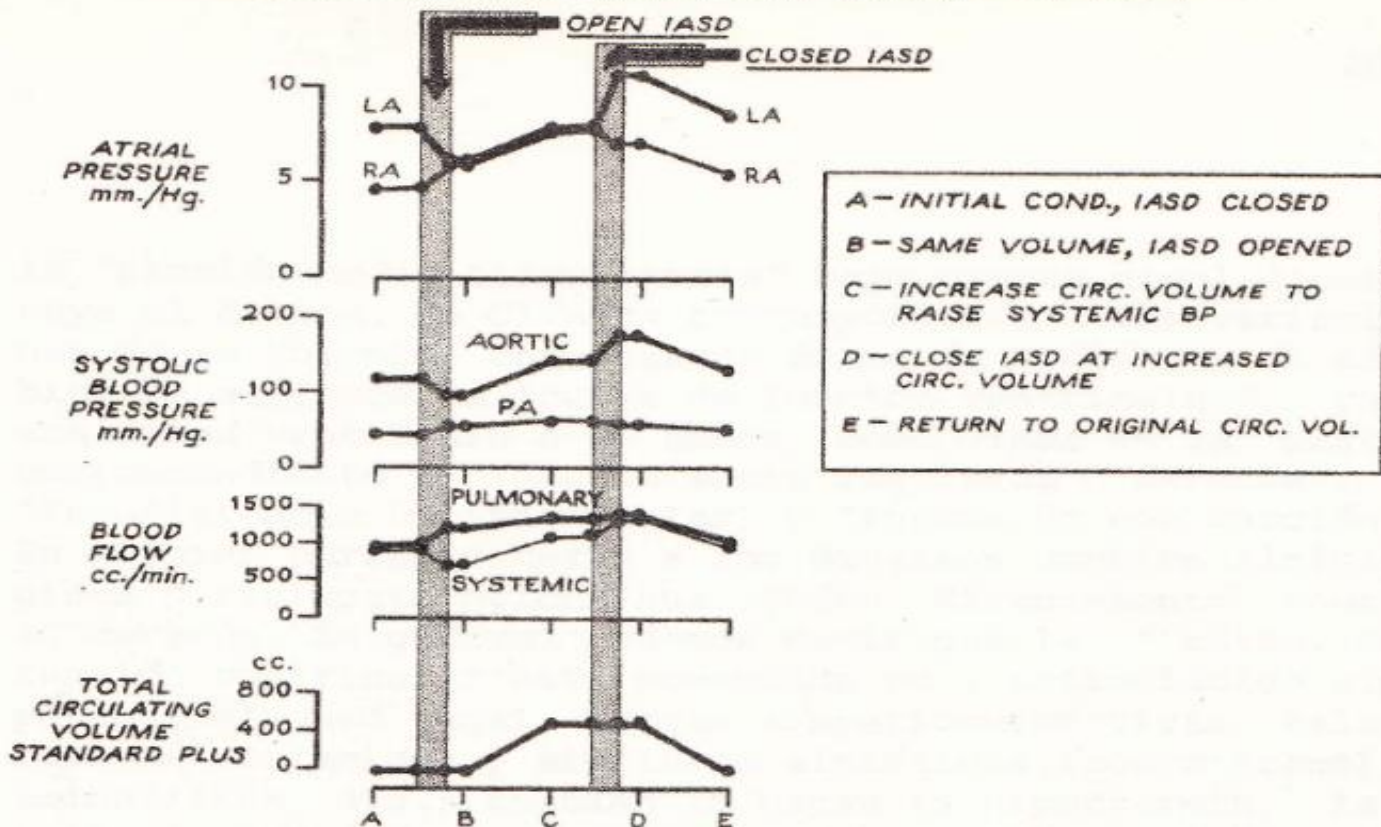 OPEN IASD
CLOSED IASD
10
5
0
ATRIAL
PRESSURE
mm./Hg.
LA
RA
LA
RA
200
100
0
SYSTOLIC
BLOOD
PRESSURE
mm./Hg.
AORTIC
PA
1500
1000
500
0
BLOOD
FLOW
cc./min.
PULMONARY
SYSTEMIC
CC.
800
400
0
TOTAL
CIRCULATING
VOLUME
STANDARD PLUS
A B C D E
A – INITIAL COND., IASD CLOSED
B – SAME VOLUME, IASD OPENED
C – INCREASE CIRC. VOLUME TO
RAISE SYSTEMIC BP
D – CLOSE IASD AT INCREASED
CIRC. VOLUME
E – RETURN TO ORIGINAL CIRC. VOL.